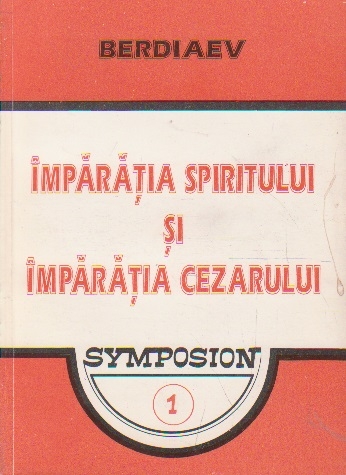 BERDIAEV
ÎMPĂRĂȚIA SPIRITULUI
ȘI
ÎMPĂRĂȚIA CEZARULUI
SYMPOSION
1